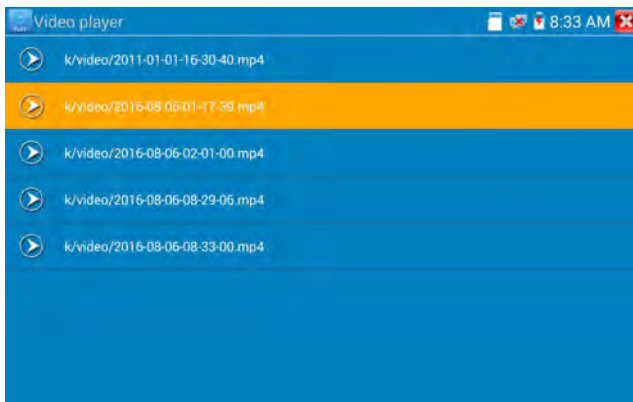 Video player
8:33 AM
k/video/2011-01-01-16-30-40.mp4
k/video/2016-08-06-01-17-39.mp4
k/video/2016-08-06-02-01-00.mp4
k/video/2016-08-06-08-29-06.mp4
k/video/2016-08-06-08-33-00.mp4